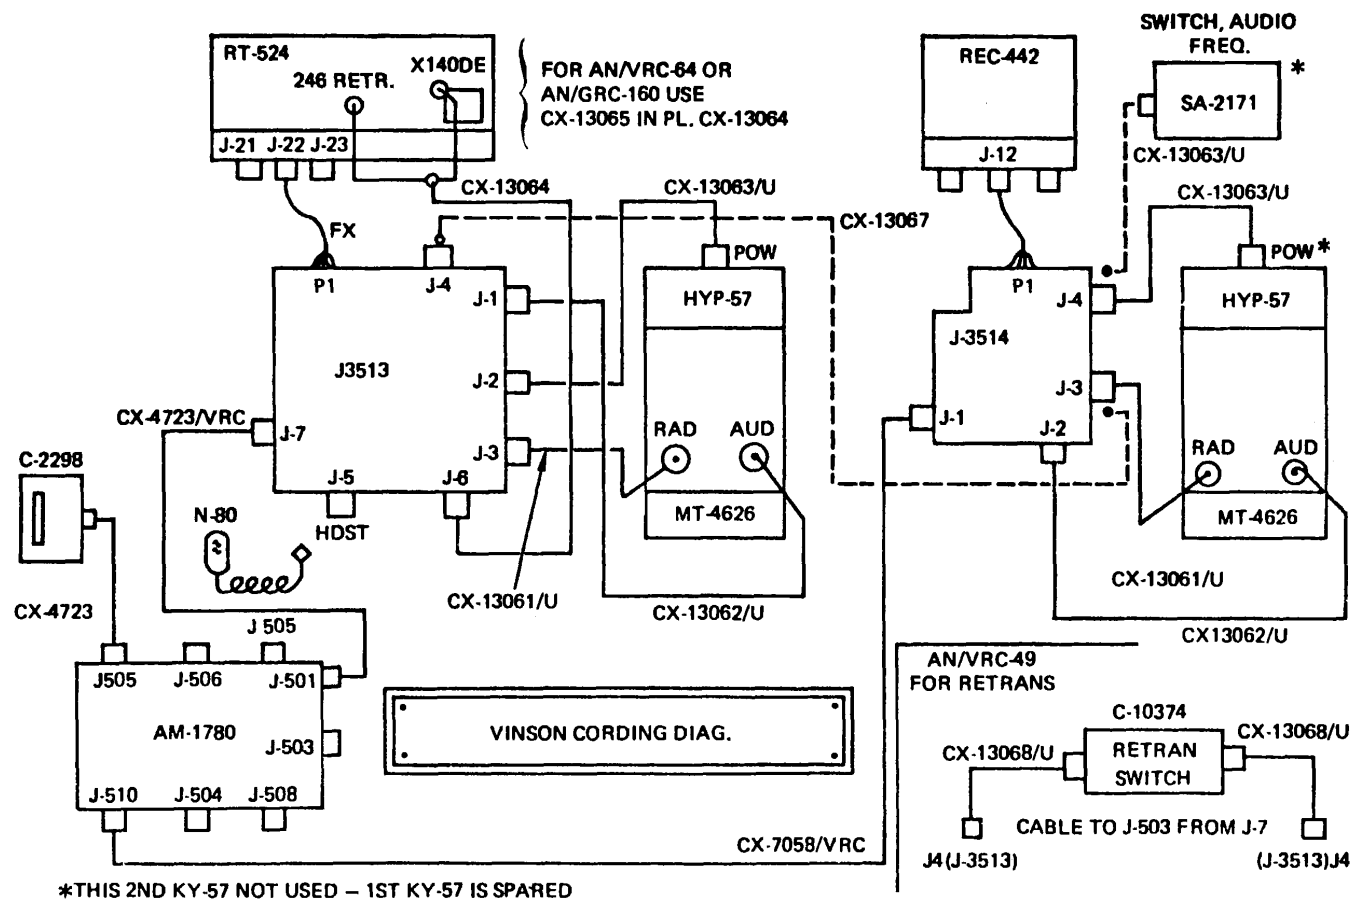 RT-524
246 RETR.
X140DE
J-21 J-22 J-23
FOR AN/VRC-64 OR
AN/GRC-160 USE
CX-13065 IN PL. CX-13064
REC-442
J-12
SWITCH, AUDIO
FREQ.
*
SA-2171
CX-13063/U
CX-13064
CX-13063/U
CX-13067
CX-13063/U
FX
P1
J-4
J-1
J3513
J-2
J-3
J-7
J-5
J-6
HDST
POW
HYP-57
RAD
AUD
MT-4626
P1
J-4
J-3514
J-3
J-1
J-2
POW*
HYP-57
RAD
AUD
MT-4626
CX-4723/VRC
C-2298
N-80
CX-4723
CX-13061/U
CX-13062/U
CX-13061/U
CX13062/U
J 505
J505
J-506
J-501
AM-1780
J-503
J-510
J-504
J-508
VINSON CORDING DIAG.
CX-7058/VRC
AN/VRC-49
FOR RETRANS
C-10374
CX-13068/U
RETRAN
SWITCH
CX-13068/U
CABLE TO J-503 FROM J-7
J4(J-3513)
(J-3513)J4
*THIS 2ND KY-57 NOT USED – 1ST KY-57 IS SPARED